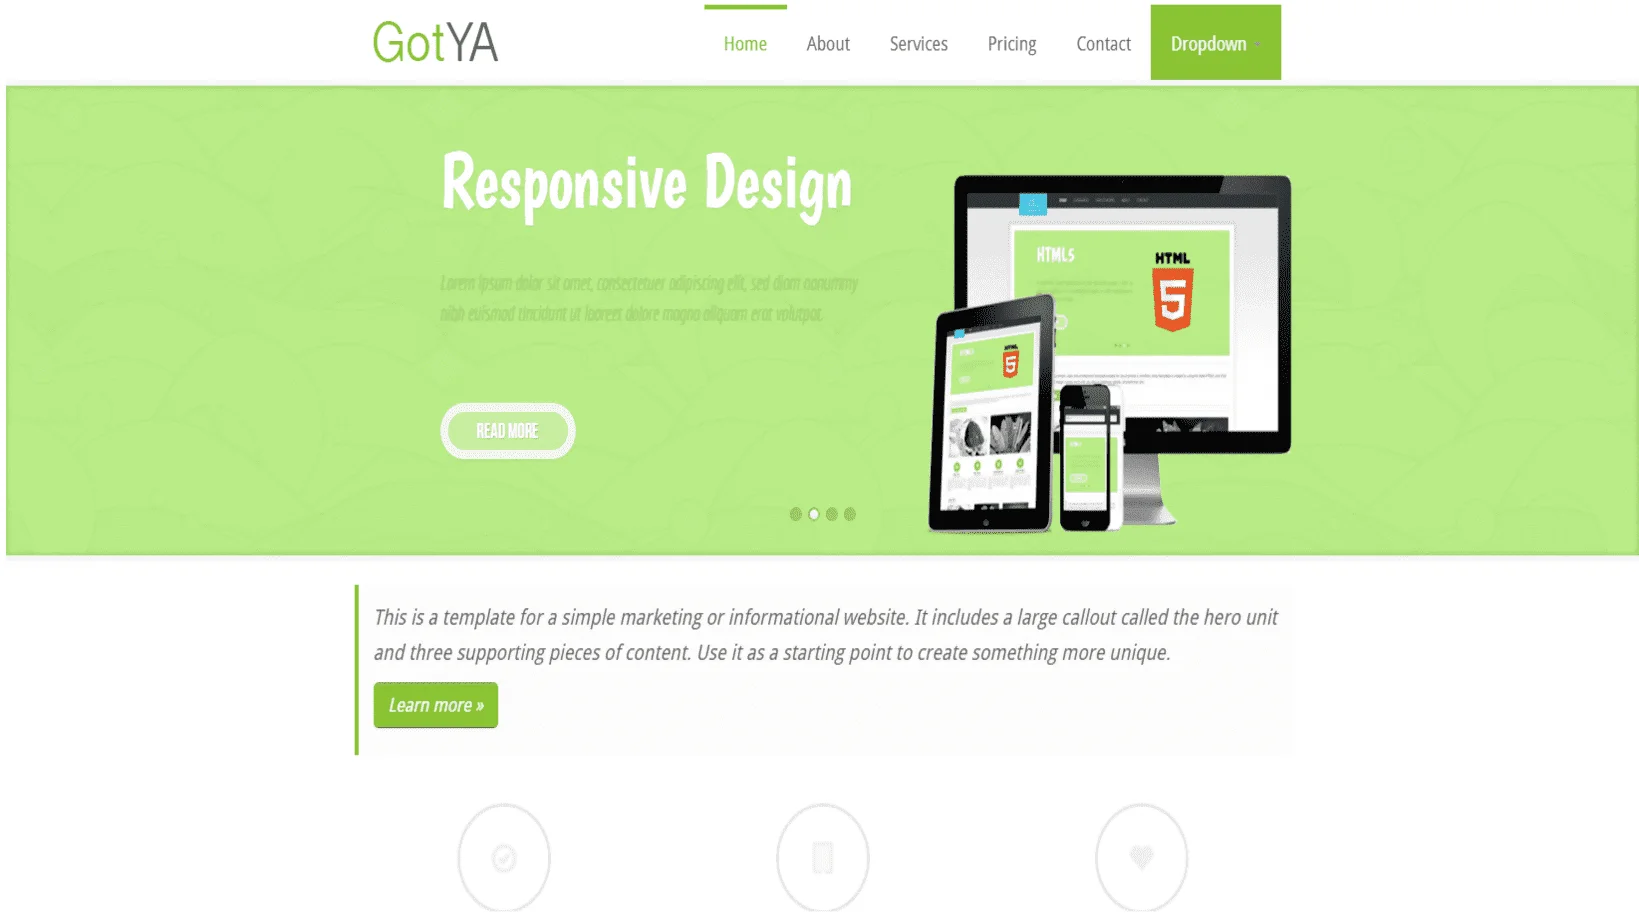 GotYA
Home About Services Pricing Contact Dropdown
Responsive Design
Lorem ipsum dolor sit amet, consectetuer adipiscing elit, sed diam nonummy
nibh euismod tincidunt ut laoreet dolore magna aliquam erat volutpat.
READ MORE
HTML5
HTML
5
HTML
5
This is a template for a simple marketing or informational website. It includes a large callout called the hero unit
and three supporting pieces of content. Use it as a starting point to create something more unique.
Learn more »